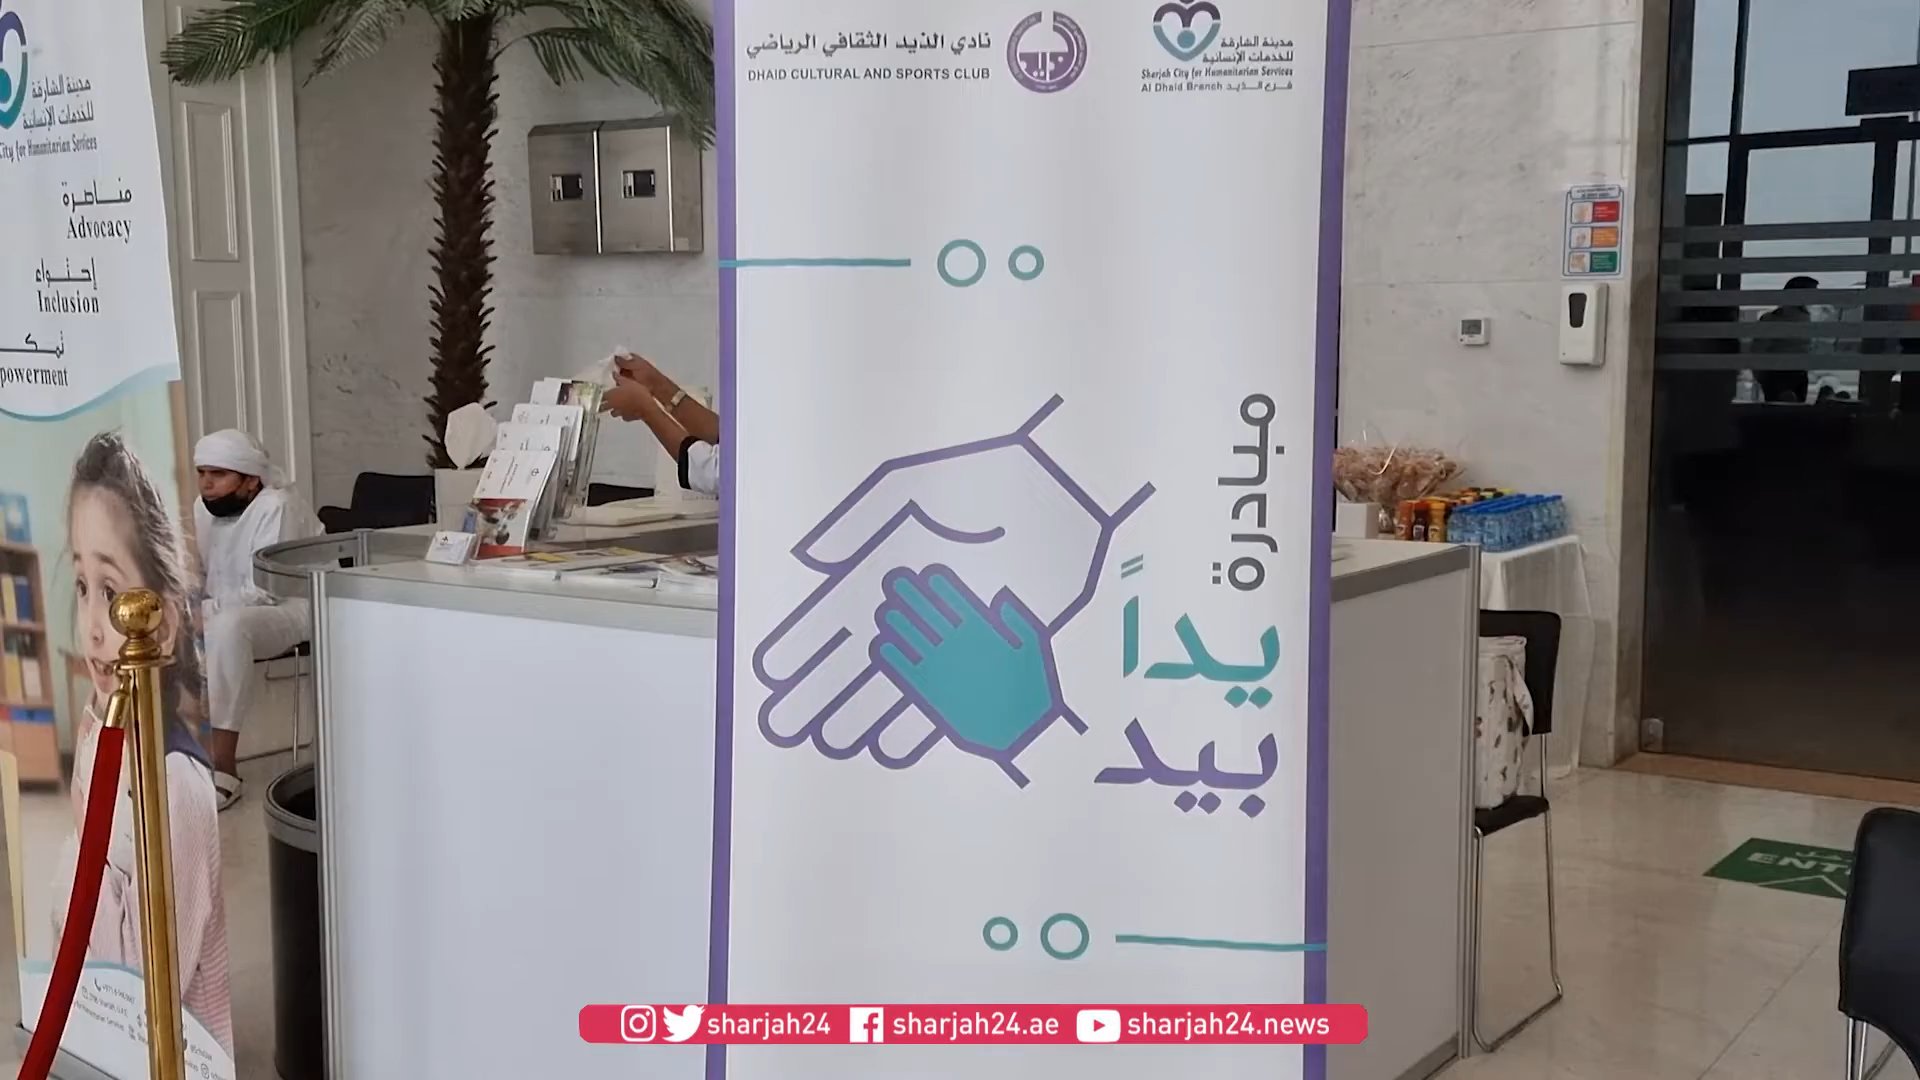 مدينة الشارقة
للخدمات الإنسانية
City for Humanitarian Services
مناصرة
Advocacy
إحتواء
Inclusion
تمكـ
powerment
نادي الذيد الثقافي الرياضي
DHAID CULTURAL AND SPORTS CLUB
مدينة الشارقة
للخدمات الإنسانية
Sharjah City for Humanitarian Services
Al Dhaid Branch فرع الذيد
مبادرة
يداً
بيد
ENT
sharjah24 sharjah24.ae sharjah24.news